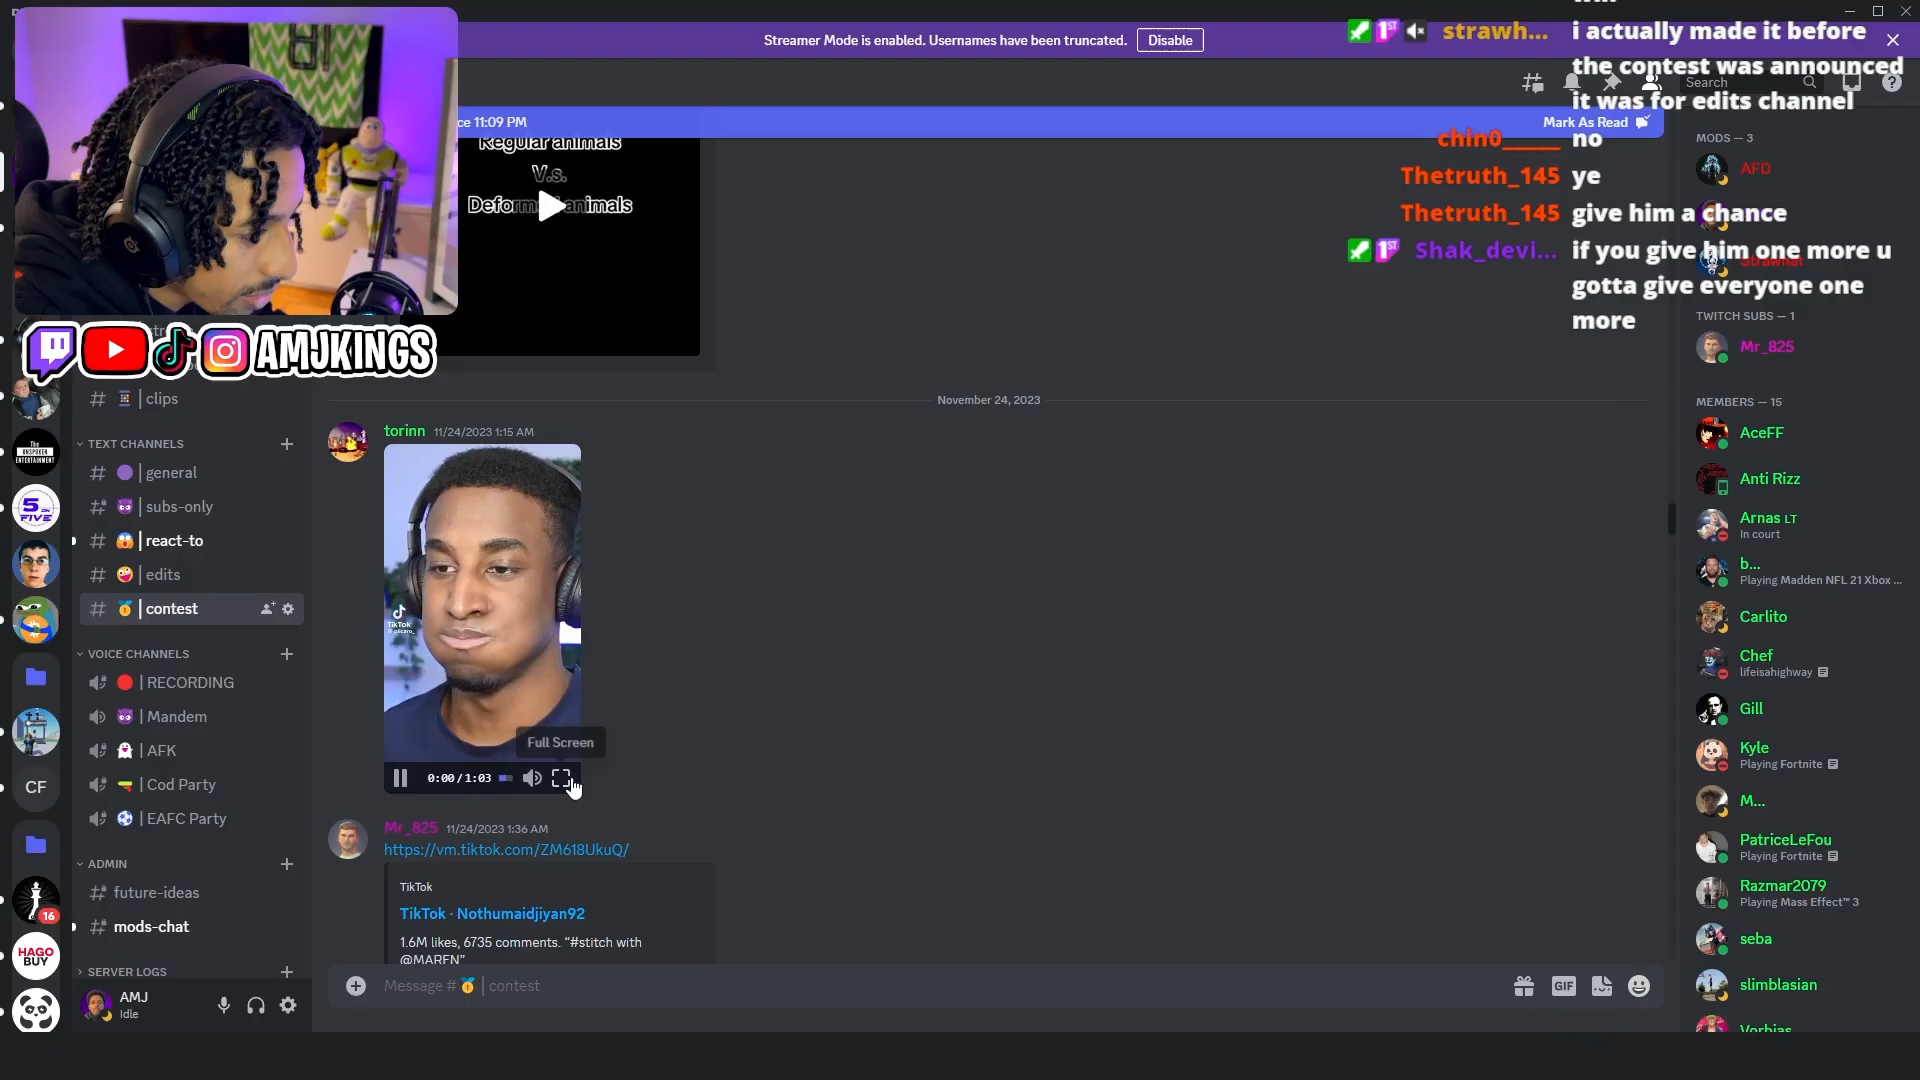 Streamer Mode is enabled. Usernames have been truncated.
Disable
strawh...
i actually made it before
the contest was announced
it was for edits channel
chin0_____
no
Thetruth_145
ye
Thetruth_145
give him a chance
Shak_devi...
if you give him one more u
gotta give everyone one
more
Search
ce 11:09 PM
Mark As Read
Regular animals
V.s.
Deformed animals
AMJKINGS
clips
TEXT CHANNELS
general
subs-only
react-to
edits
contest
VOICE CHANNELS
RECORDING
Mandem
AFK
Cod Party
EAFC Party
ADMIN
future-ideas
mods-chat
SERVER LOGS
AMJ
Idle
The
UNSPOKEN
ENTERTAINMENT
5
FIVE
CF
16
HAGO
BUY
November 24, 2023
torinn 11/24/2023 1:15 AM
TikTok
Full Screen
0:00/1:03
Mr_825 11/24/2023 1:36 AM
https://vm.tiktok.com/ZM618UkuQ/
TikTok
TikTok · Nothumaidjiyan92
1.6M likes, 6735 comments. “#stitch with
@MAREN”
Message # | contest
GIF
MODS — 3
AFD
Strawhat
TWITCH SUBS — 1
Mr_825
MEMBERS — 15
AceFF
Anti Rizz
Arnas LT
In court
b...
Playing Madden NFL 21 Xbox ...
Carlito
Chef
lifeisahighway
Gill
Kyle
Playing Fortnite
M...
PatriceLeFou
Playing Fortnite
Razmar2079
Playing Mass Effect™ 3
seba
slimblasian
Vorbias